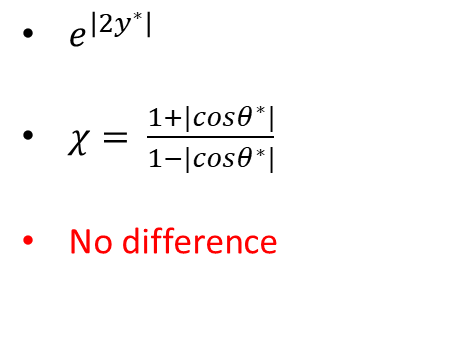 • e^|2y*|
• χ = (1+|cosθ*|)/(1−|cosθ*|)
• No difference